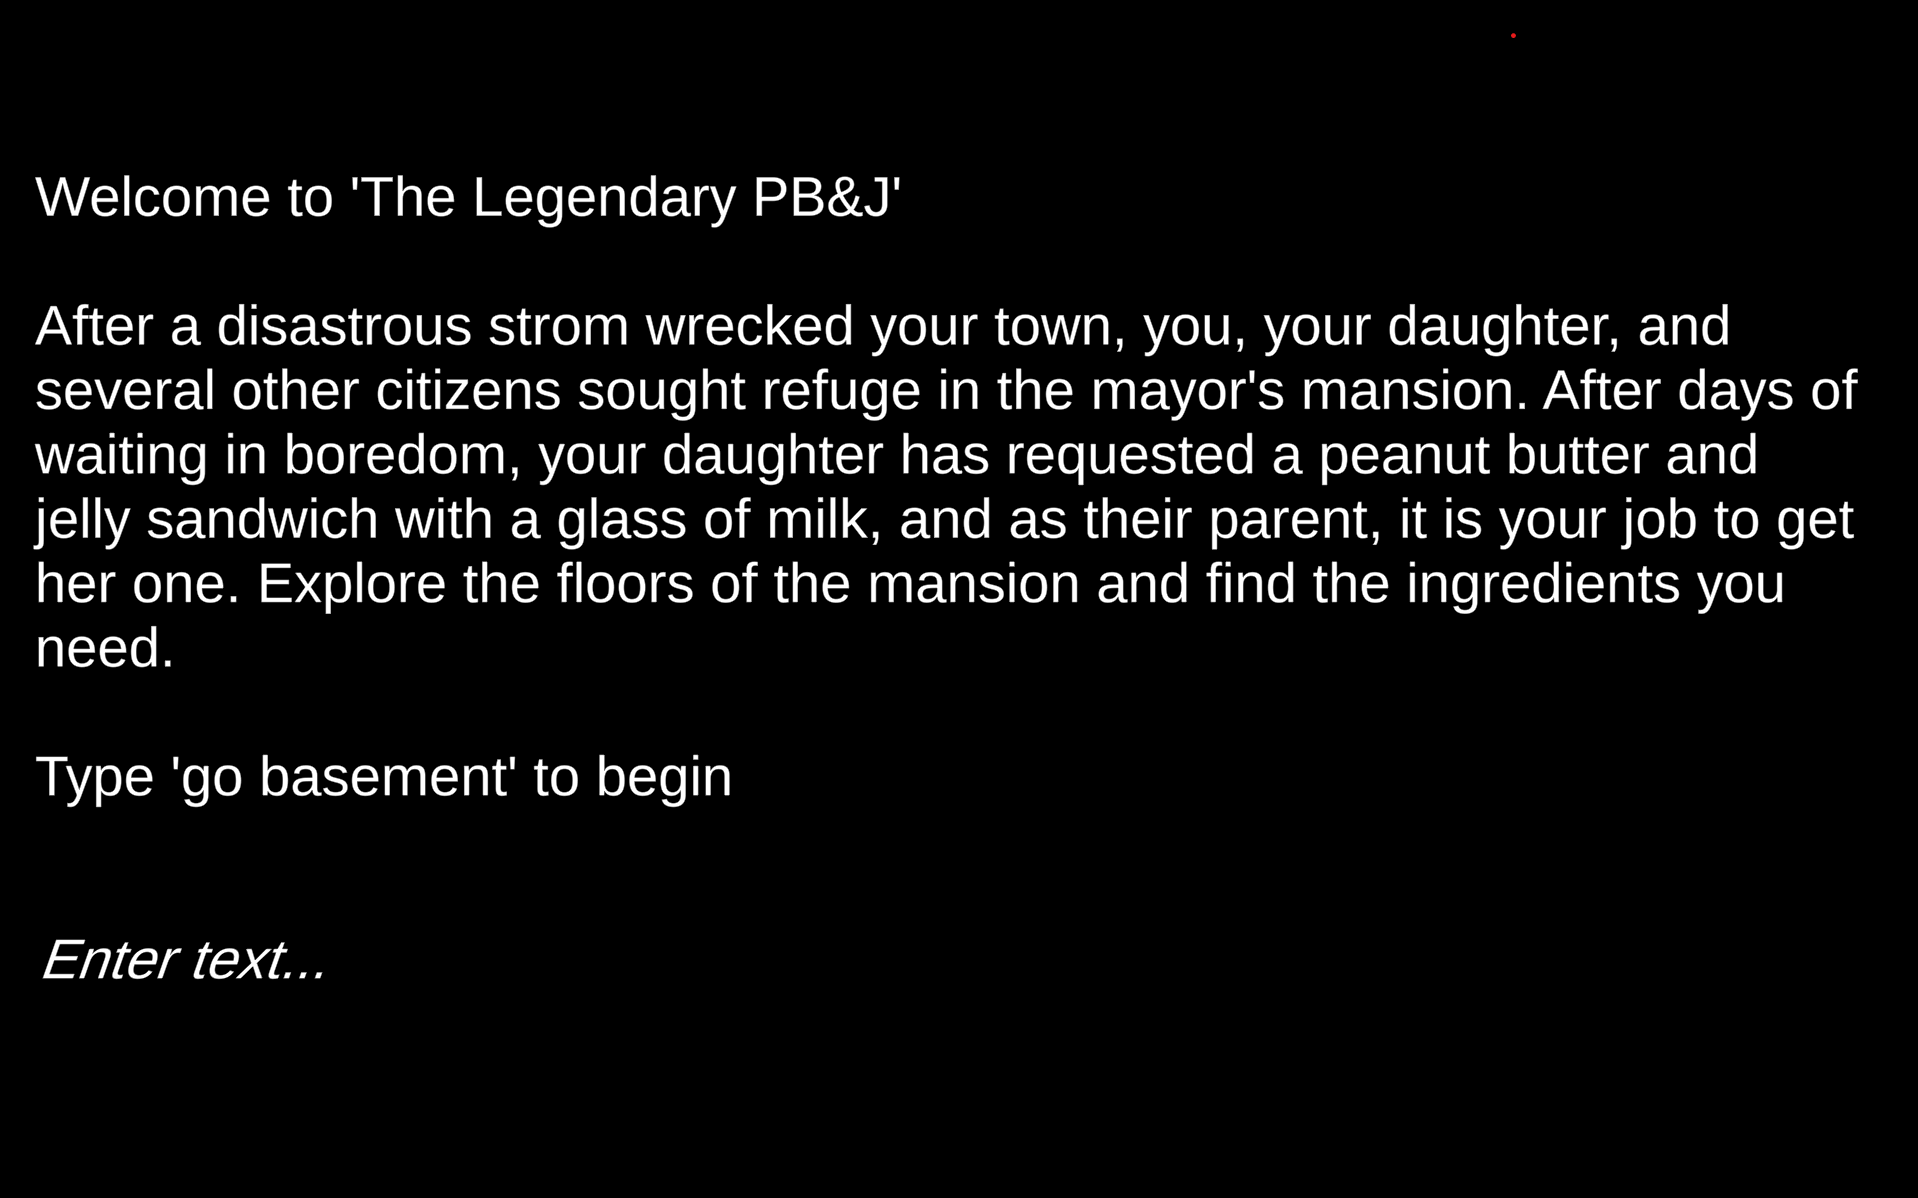 Welcome to 'The Legendary PB&J'
After a disastrous strom wrecked your town, you, your daughter, and
several other citizens sought refuge in the mayor's mansion. After days of
waiting in boredom, your daughter has requested a peanut butter and
jelly sandwich with a glass of milk, and as their parent, it is your job to get
her one. Explore the floors of the mansion and find the ingredients you
need.
Type 'go basement' to begin
Enter text...